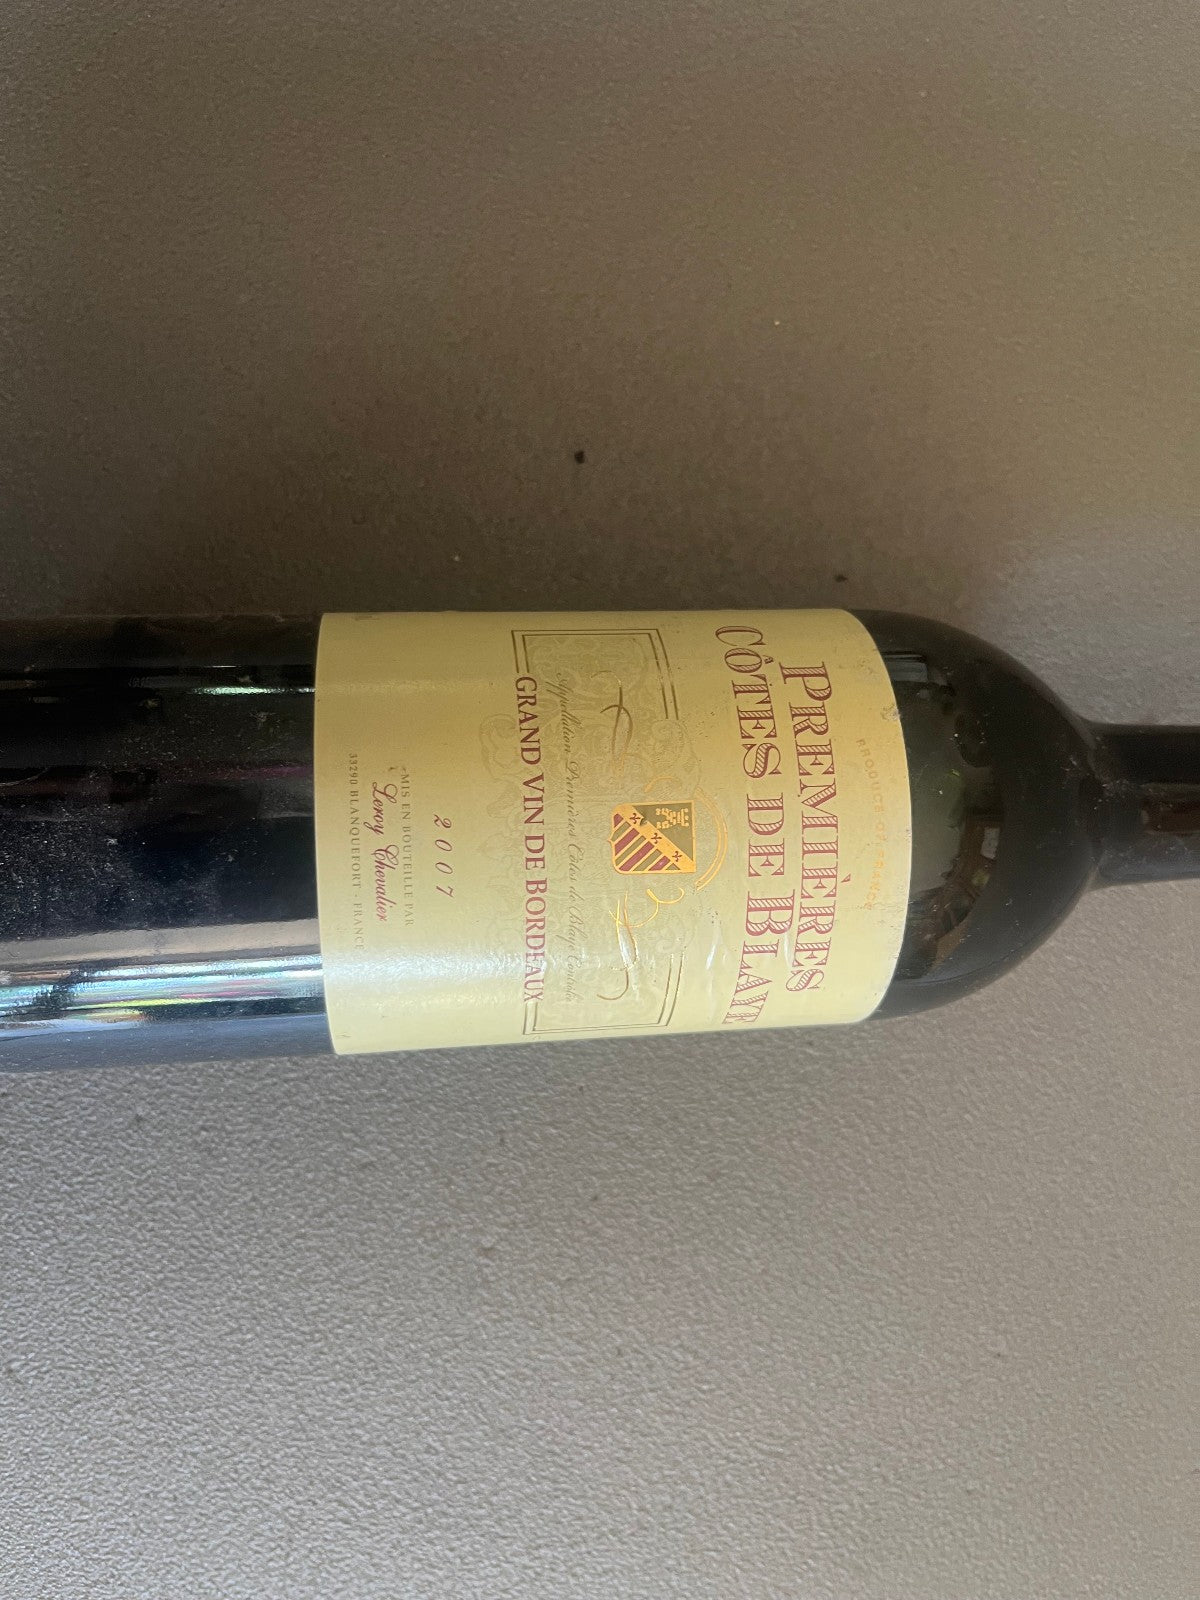 PRODUCE OF FRANCE
PREMIÈRES
CÔTES DE BLAYE
Appellation Premières Côtes de Blaye Contrôlée
GRAND VIN DE BORDEAUX
2007
MIS EN BOUTEILLE PAR
Leroy Chevalier
33290 BLANQUEFORT - FRANCE